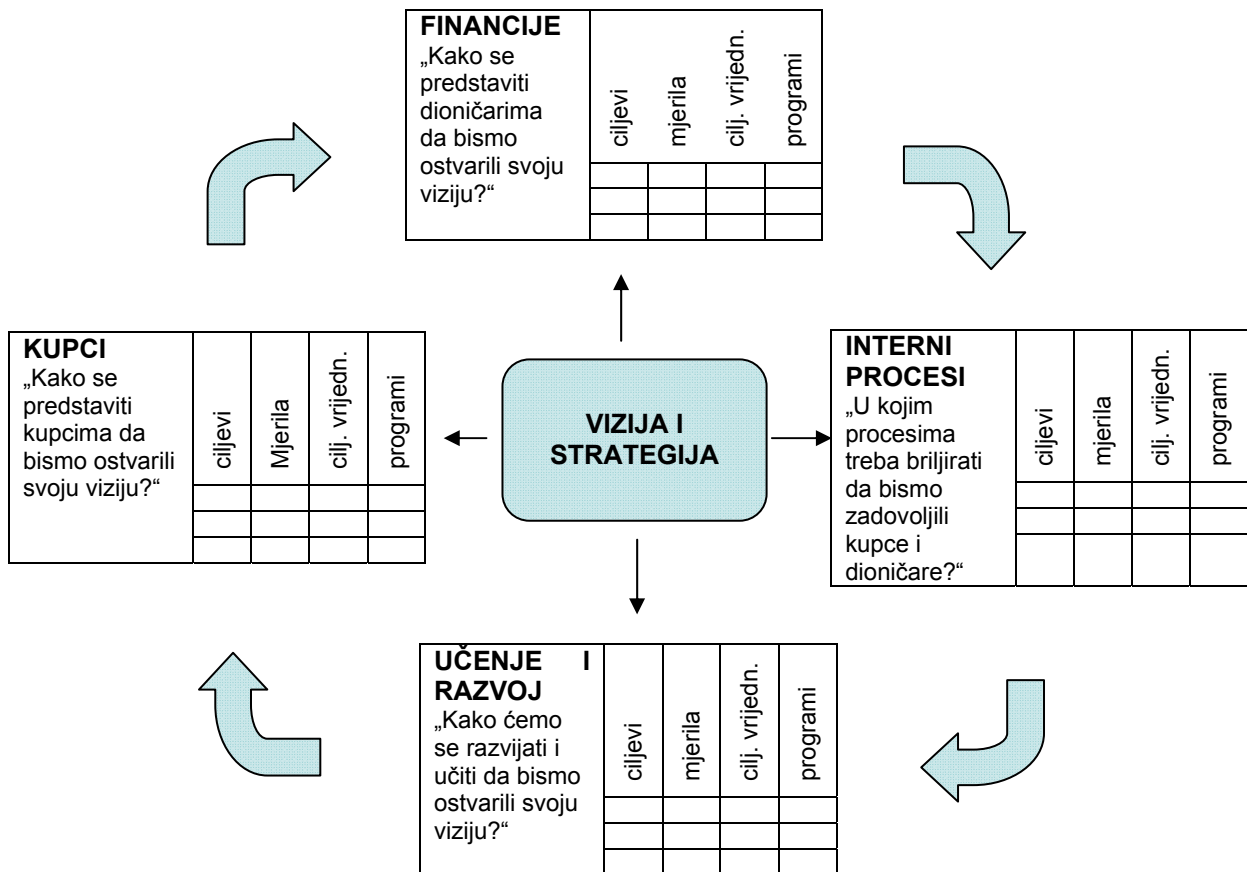 FINANCIJE
„Kako se
predstaviti
dioničarima
da bismo
ostvarili svoju
viziju?“
ciljevi
mjerila
cilj. vrijedn.
programi
KUPCI
„Kako se
predstaviti
kupcima da
bismo ostvarili
svoju viziju?“
ciljevi
Mjerila
cilj. vrijedn.
programi
VIZIJA I
STRATEGIJA
INTERNI
PROCESI
„U kojim
procesima
treba briljirati
da bismo
zadovoljili
kupce i
dioničare?“
ciljevi
mjerila
cilj. vrijedn.
programi
UČENJE I
RAZVOJ
„Kako ćemo
se razvijati i
učiti da bismo
ostvarili svoju
viziju?“
ciljevi
mjerila
cilj. vrijedn.
programi